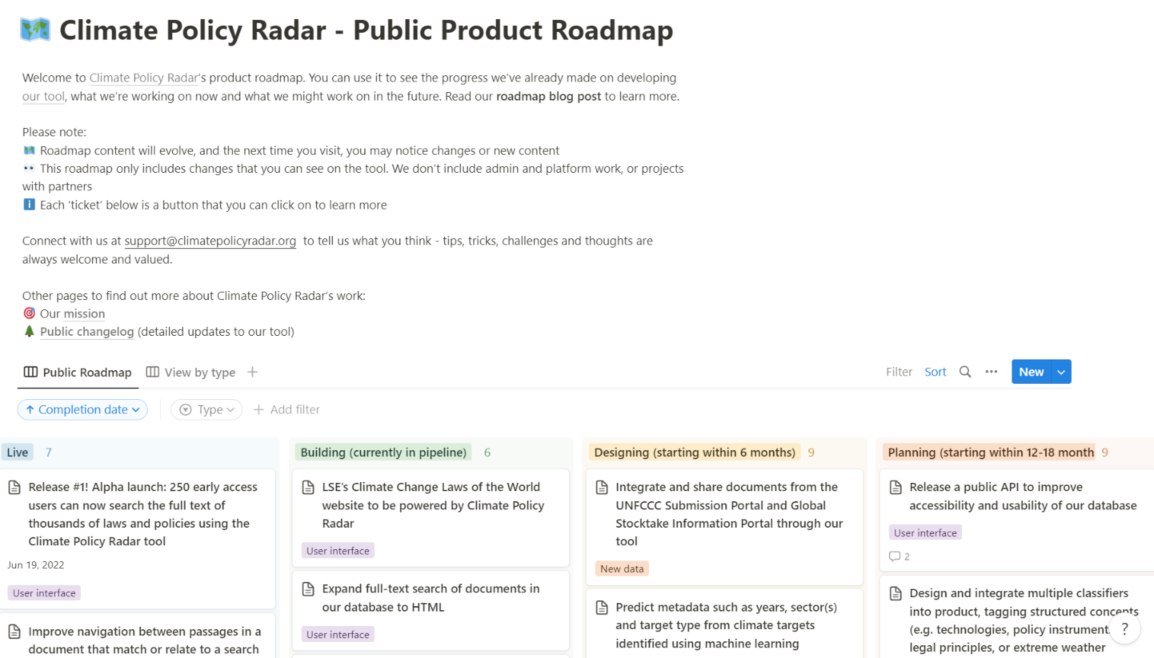 Climate Policy Radar - Public Product Roadmap
Welcome to Climate Policy Radar's product roadmap. You can use it to see the progress we've already made on developing
our tool, what we're working on now and what we might work on in the future. Read our roadmap blog post to learn more.
Please note:
Roadmap content will evolve, and the next time you visit, you may notice changes or new content
This roadmap only includes changes that you can see on the tool. We don't include admin and platform work, or projects
with partners
Each 'ticket' below is a button that you can click on to learn more
Connect with us at support@climatepolicyradar.org to tell us what you think - tips, tricks, challenges and thoughts are
always welcome and valued.
Other pages to find out more about Climate Policy Radar's work:
Our mission
Public changelog (detailed updates to our tool)
Public Roadmap View by type
Filter Sort New
Completion date Type Add filter
Live 7
Release #1! Alpha launch: 250 early access
users can now search the full text of
thousands of laws and policies using the
Climate Policy Radar tool
Jun 19, 2022
User interface
Improve navigation between passages in a
document that match or relate to a search
Building (currently in pipeline) 6
LSE's Climate Change Laws of the World
website to be powered by Climate Policy
Radar
User interface
Expand full-text search of documents in
our database to HTML
User interface
Designing (starting within 6 months) 9
Integrate and share documents from the
UNFCCC Submission Portal and Global
Stocktake Information Portal through our
tool
New data
Predict metadata such as years, sector(s)
and target type from climate targets
identified using machine learning
Planning (starting within 12-18 month 9
Release a public API to improve
accessibility and usability of our database
User interface
2
Design and integrate multiple classifiers
into product, tagging structured concepts
(e.g. technologies, policy instrument
legal principles, or extreme weather
?